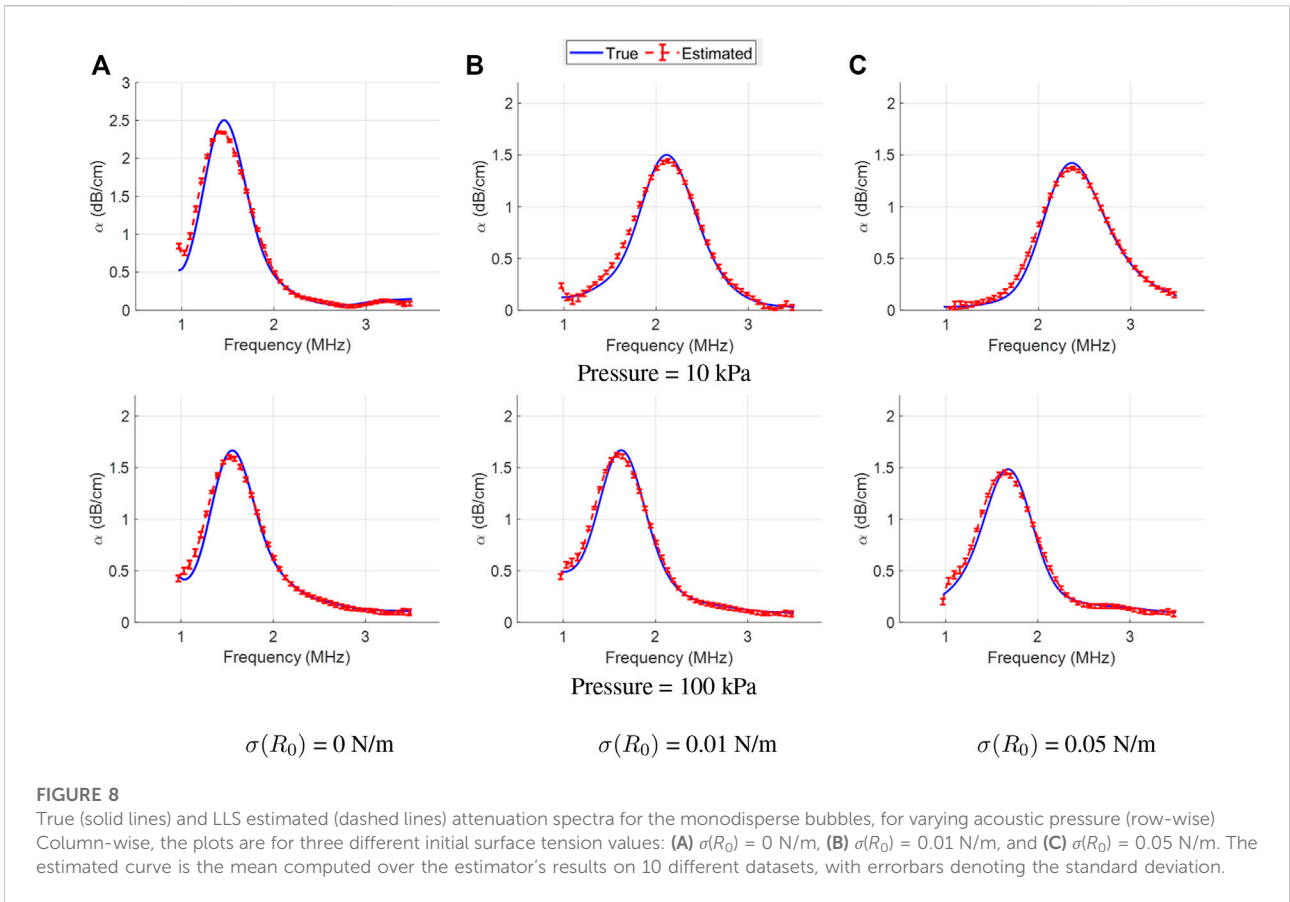 True Estimated
A
B
C
3
2.5
2
1.5
1
0.5
0
α (dB/cm)
1 2 3
Frequency (MHz)
2
1.5
1
0.5
0
α (dB/cm)
1 2 3
Frequency (MHz)
2
1.5
1
0.5
0
α (dB/cm)
1 2 3
Frequency (MHz)
Pressure = 10 kPa
2
1.5
1
0.5
0
α (dB/cm)
1 2 3
Frequency (MHz)
2
1.5
1
0.5
0
α (dB/cm)
1 2 3
Frequency (MHz)
2
1.5
1
0.5
0
α (dB/cm)
1 2 3
Frequency (MHz)
Pressure = 100 kPa
σ(R₀) = 0 N/m
σ(R₀) = 0.01 N/m
σ(R₀) = 0.05 N/m
FIGURE 8
True (solid lines) and LLS estimated (dashed lines) attenuation spectra for the monodisperse bubbles, for varying acoustic pressure (row-wise)
Column-wise, the plots are for three different initial surface tension values: (A) σ(R₀) = 0 N/m, (B) σ(R₀) = 0.01 N/m, and (C) σ(R₀) = 0.05 N/m. The
estimated curve is the mean computed over the estimator's results on 10 different datasets, with errorbars denoting the standard deviation.